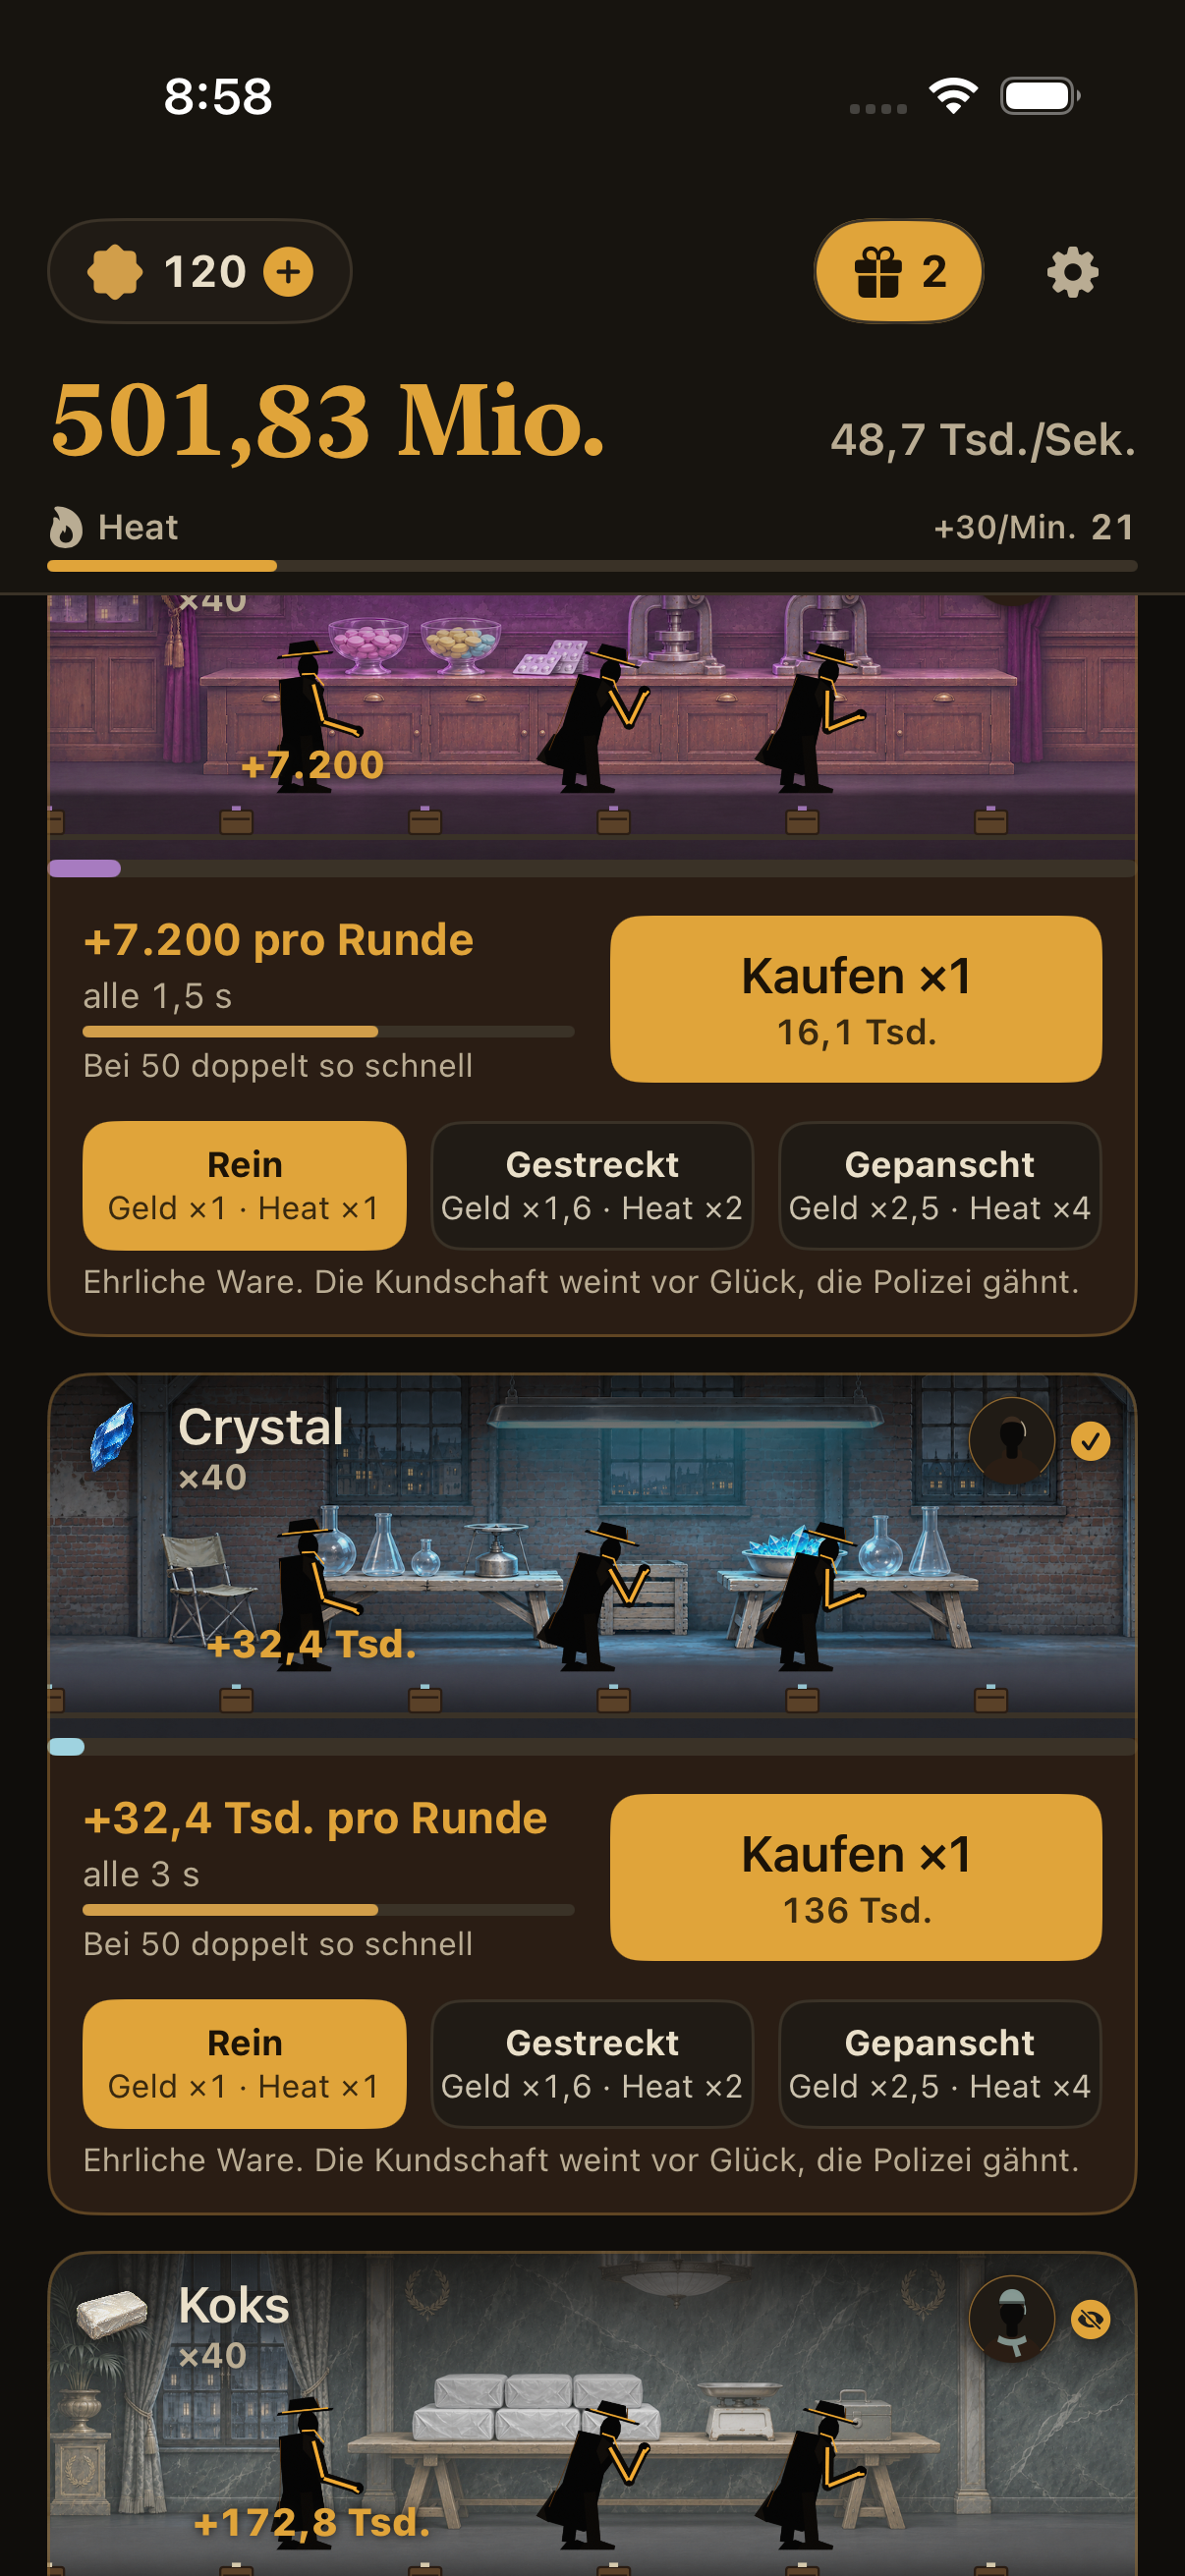 8:58
120
2
501,83 Mio.
48,7 Tsd./Sek.
Heat
+30/Min. 21
×40
+7.200
+7.200 pro Runde
alle 1,5 s
Bei 50 doppelt so schnell
Kaufen ×1
16,1 Tsd.
Rein
Geld ×1 · Heat ×1
Gestreckt
Geld ×1,6 · Heat ×2
Gepanscht
Geld ×2,5 · Heat ×4
Ehrliche Ware. Die Kundschaft weint vor Glück, die Polizei gähnt.
Crystal
×40
+32,4 Tsd.
+32,4 Tsd. pro Runde
alle 3 s
Bei 50 doppelt so schnell
Kaufen ×1
136 Tsd.
Rein
Geld ×1 · Heat ×1
Gestreckt
Geld ×1,6 · Heat ×2
Gepanscht
Geld ×2,5 · Heat ×4
Ehrliche Ware. Die Kundschaft weint vor Glück, die Polizei gähnt.
Koks
×40
+172,8 Tsd.